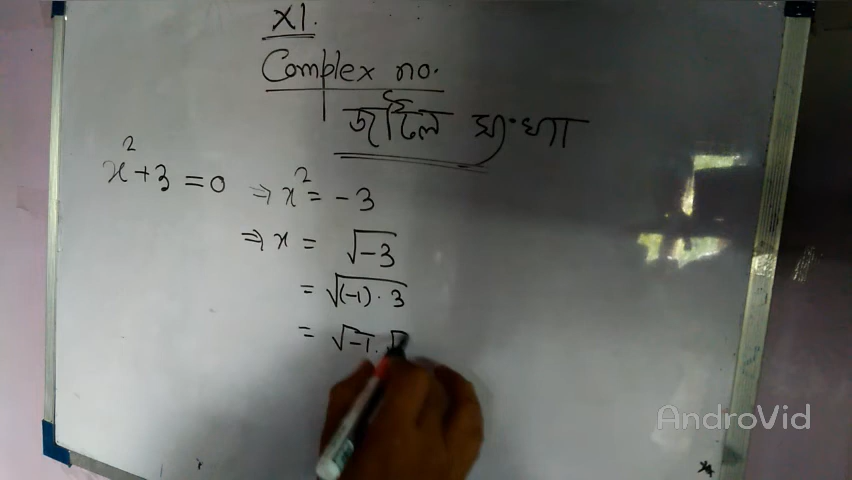 XI.
Complex no.
জটিল সংখ্যা
x² + 3 = 0 ⇒ x² = -3
⇒ x = √-3
= √(-1)·3
= √-1·√
AndroVid